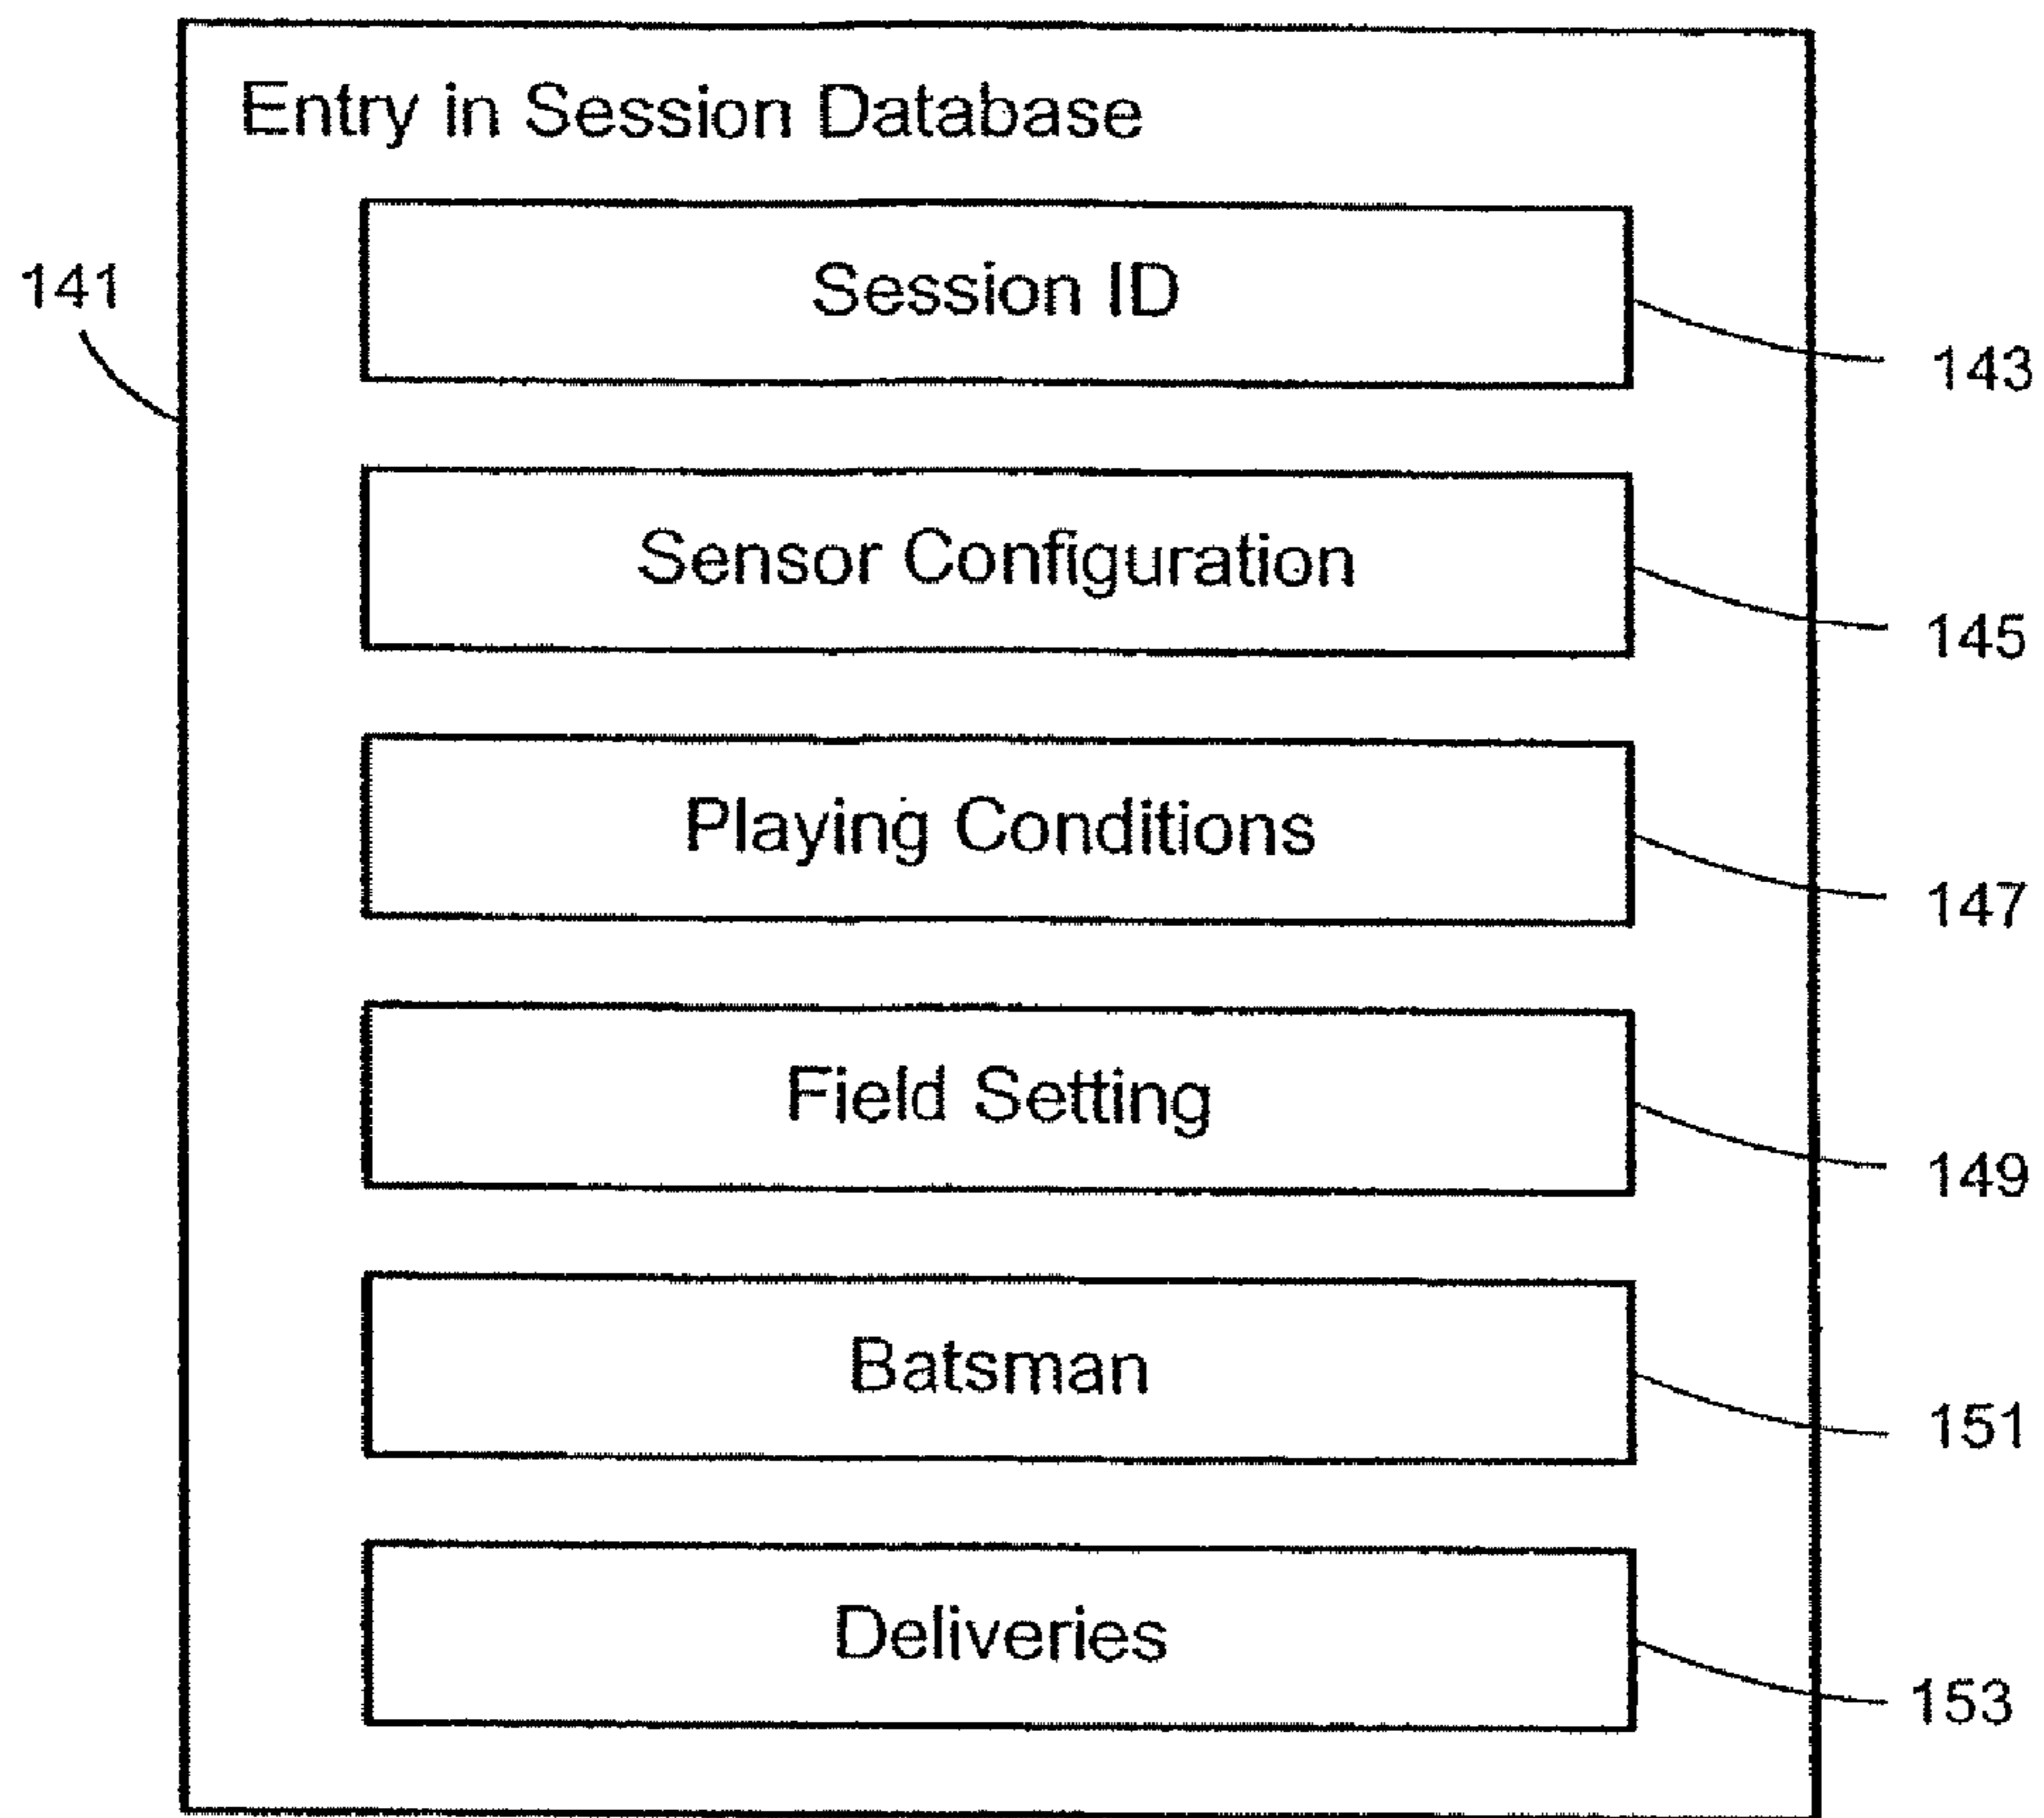 Entry in Session Database
Session ID
141
143
Sensor Configuration
145
Playing Conditions
147
Field Setting
149
Batsman
151
Deliveries
153